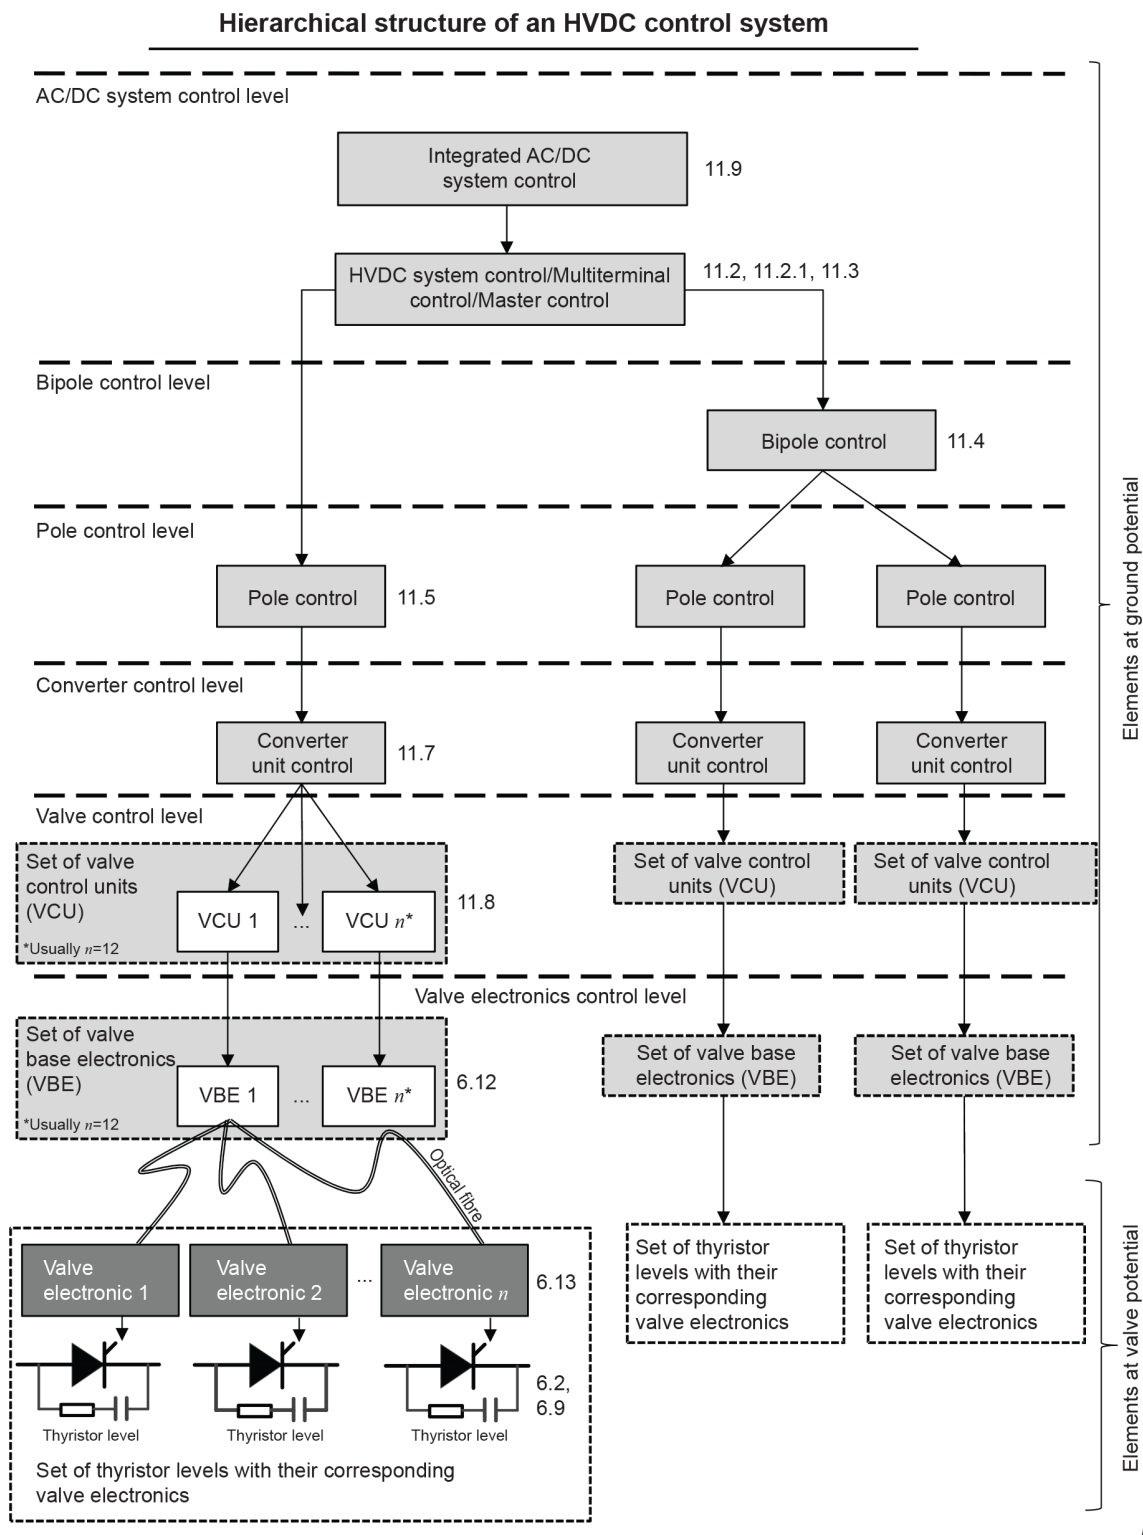 Hierarchical structure of an HVDC control system
AC/DC system control level
Integrated AC/DC
system control
11.9
HVDC system control/Multiterminal
control/Master control
11.2, 11.2.1, 11.3
Bipole control level
Bipole control
11.4
Pole control level
Pole control
11.5
Pole control
Pole control
Converter control level
Converter
unit control
11.7
Converter
unit control
Converter
unit control
Valve control level
Set of valve
control units
(VCU)
*Usually n=12
VCU 1
...
VCU n*
11.8
Set of valve control
units (VCU)
Set of valve control
units (VCU)
Valve electronics control level
Set of valve
base electronics
(VBE)
*Usually n=12
VBE 1
...
VBE n*
6.12
Set of valve base
electronics (VBE)
Set of valve base
electronics (VBE)
Elements at ground potential
Optical fibre
Valve
electronic 1
Valve
electronic 2
...
Valve
electronic n
6.13
6.2,
6.9
Thyristor level
Thyristor level
Thyristor level
Set of thyristor levels with their corresponding
valve electronics
Set of thyristor
levels with their
corresponding
valve electronics
Set of thyristor
levels with their
corresponding
valve electronics
Elements at valve potential